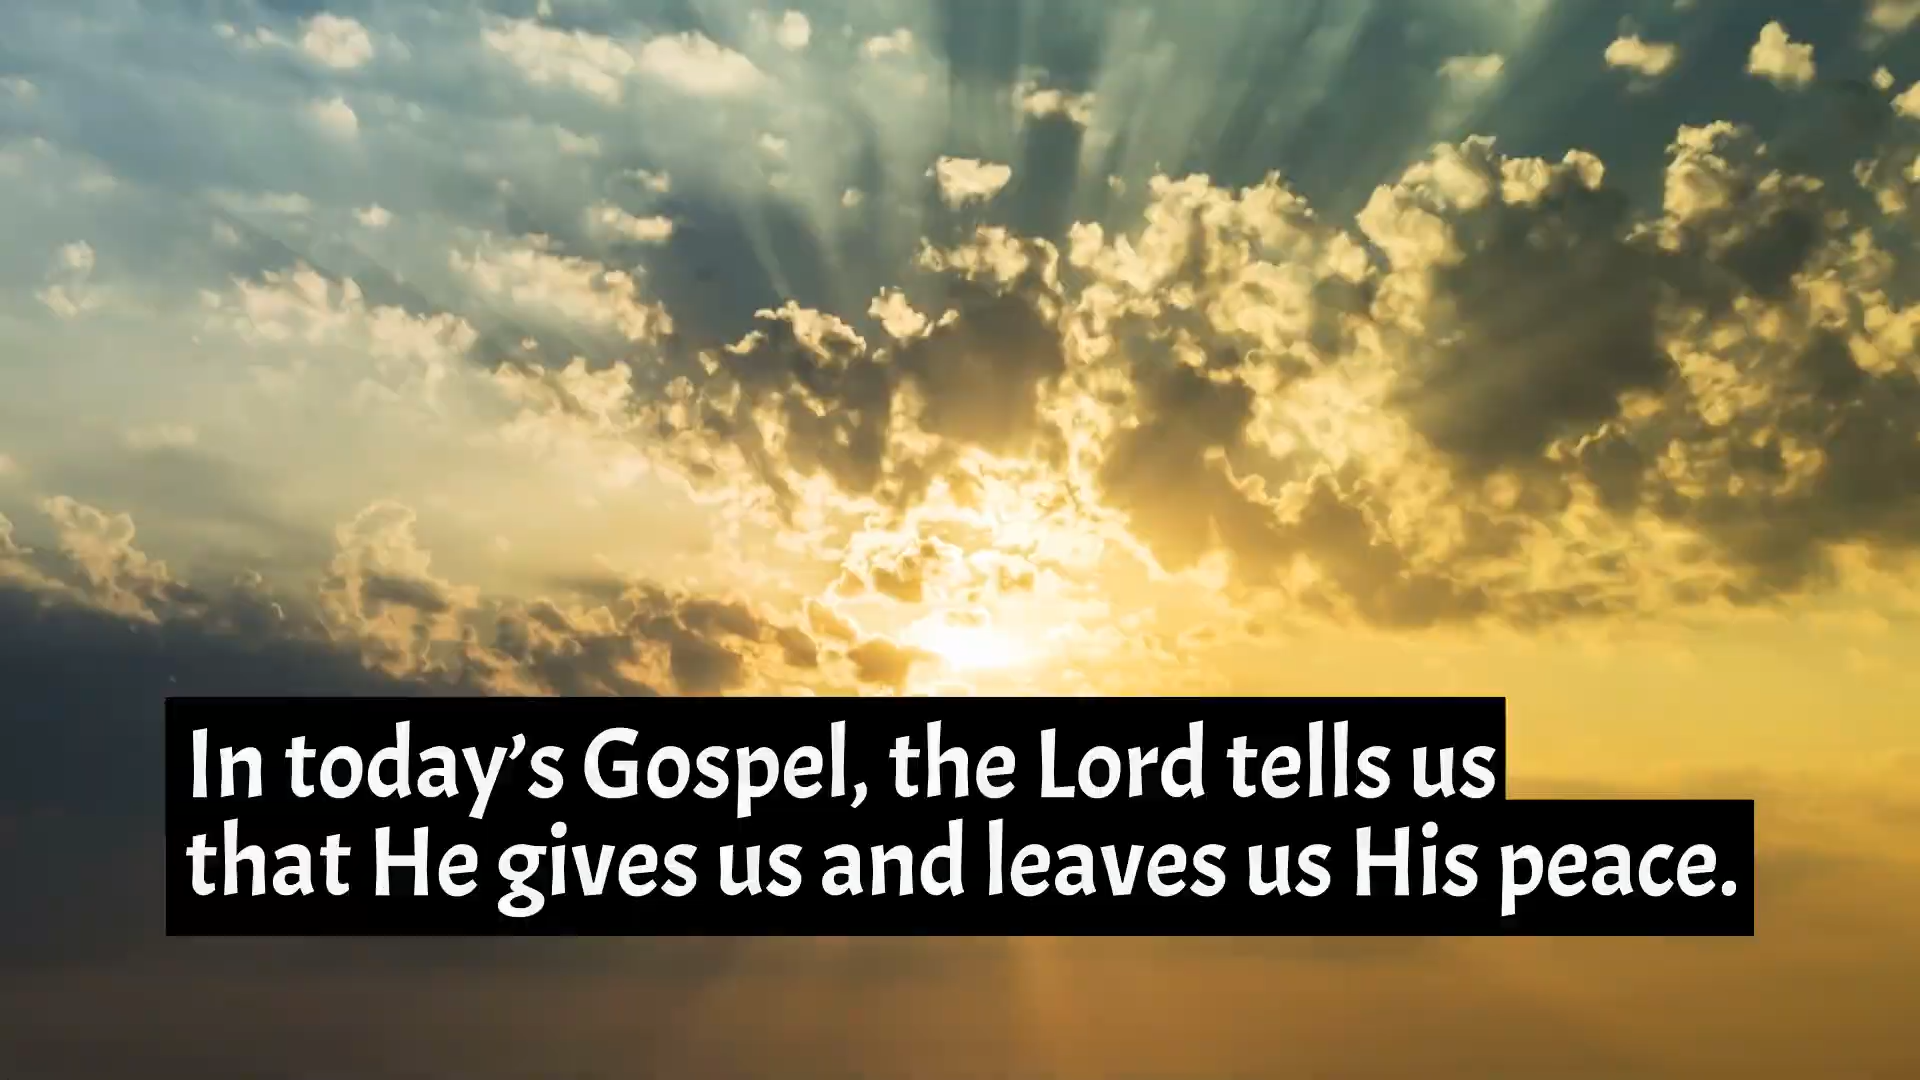 In today’s Gospel, the Lord tells us
that He gives us and leaves us His peace.